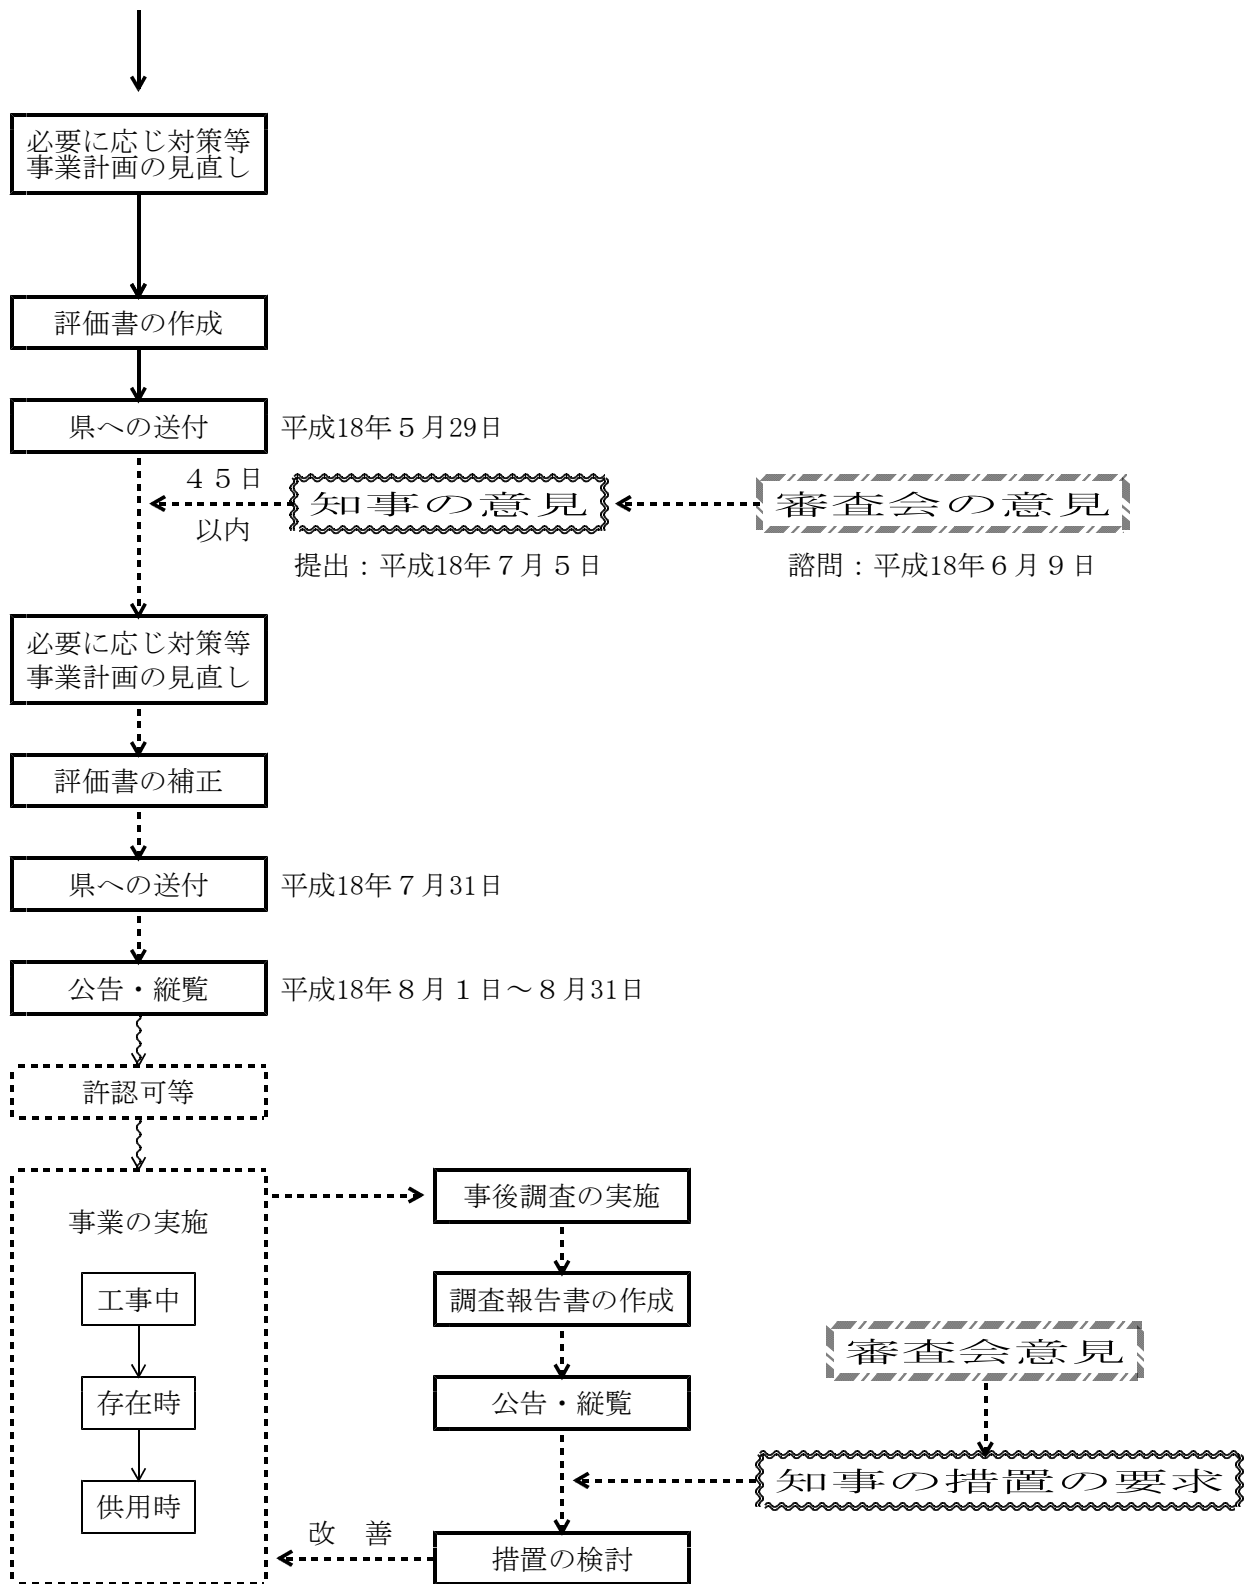 必要に応じ対策等
事業計画の見直し
評価書の作成
県への送付 平成18年５月29日
４５日
以内
知事の意見
審査会の意見
提出：平成18年７月５日
諮問：平成18年６月９日
必要に応じ対策等
事業計画の見直し
評価書の補正
県への送付 平成18年７月31日
公告・縦覧 平成18年８月１日～８月31日
許認可等
事業の実施
工事中
存在時
供用時
事後調査の実施
調査報告書の作成
公告・縦覧
審査会意見
知事の措置の要求
改　善
措置の検討